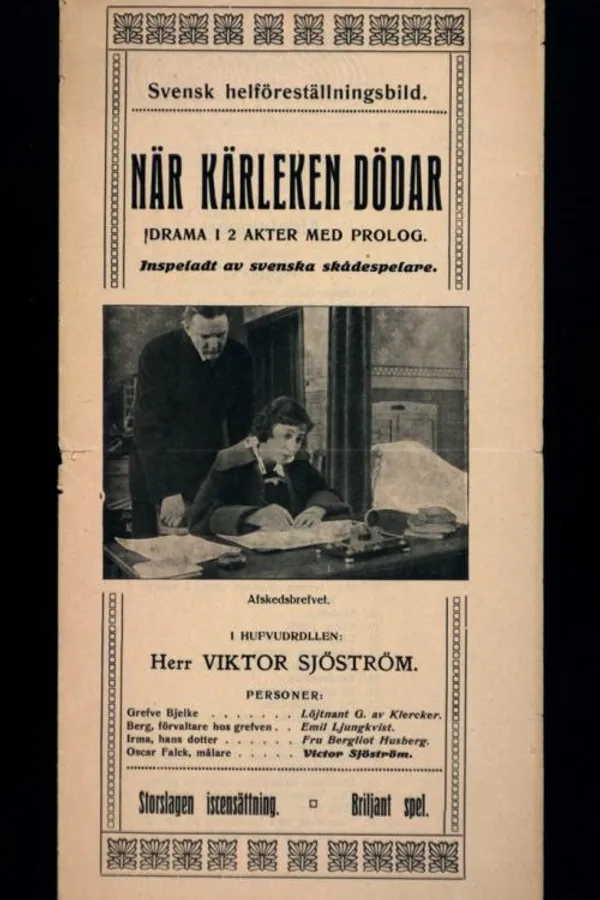 Svensk helföreställningsbild.
NÄR KÄRLEKEN DÖDAR
DRAMA I 2 AKTER MED PROLOG.
Inspeladt av svenska skådespelare.
Afskedsbrefvet.
I HUFVUDROLLEN:
Herr VIKTOR SJÖSTRÖM.
PERSONER:
Grefve Bjelke . . . . . . . Löjtnant G. av Klercker.
Berg, förvaltare hos grefven . . Emil Ljungkvist.
Irma, hans dotter . . . . . . Fru Bergliot Husberg.
Oscar Falck, målare . . . . . Victor Sjöström.
Storslagen iscensättning. □ Briljant spel.